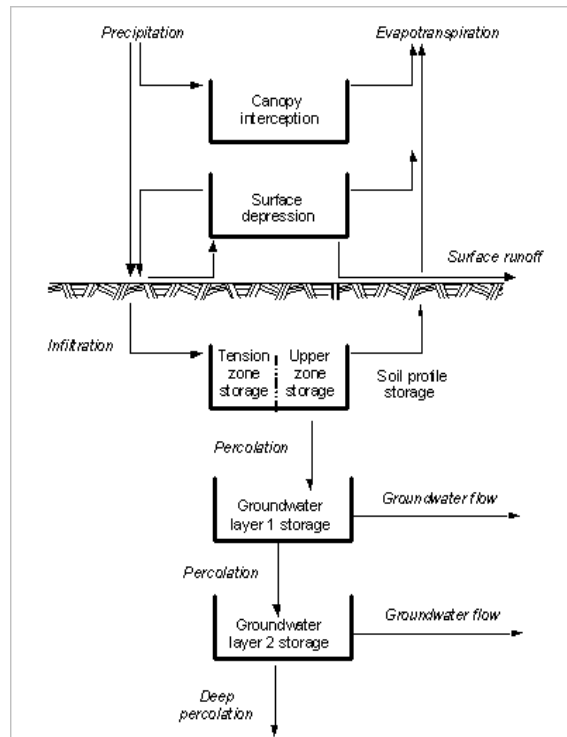 Precipitation
Evapotranspiration
Canopy
interception
Surface
depression
Surface runoff
Infiltration
Tension
zone
storage
Upper
zone
storage
Soil profile
storage
Percolation
Groundwater
layer 1 storage
Groundwater flow
Percolation
Groundwater
layer 2 storage
Groundwater flow
Deep
percolation